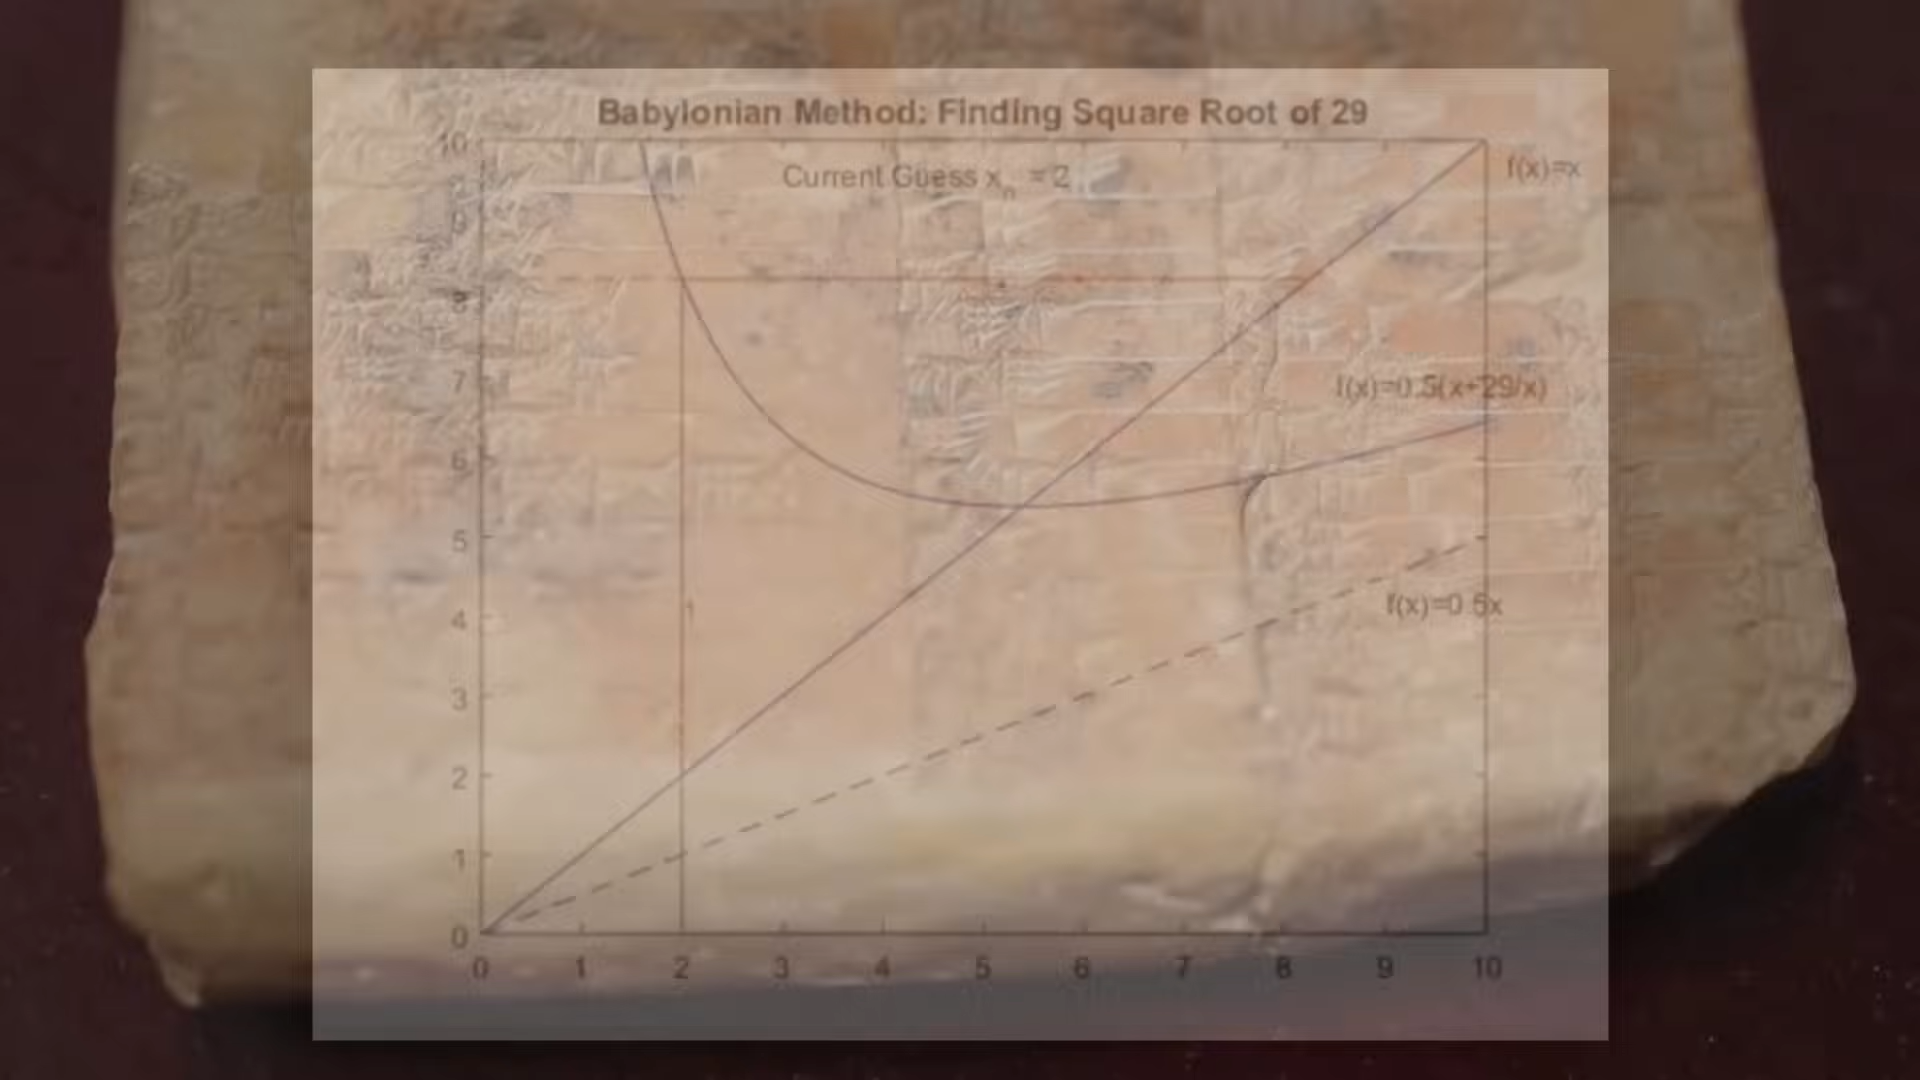 Babylonian Method: Finding Square Root of 29
Current Guess xₙ = 2
f(x)=x
f(x)=0.5(x+29/x)
f(x)=0.5x
10
9
8
7
6
5
4
3
2
1
0
0 1 2 3 4 5 6 7 8 9 10